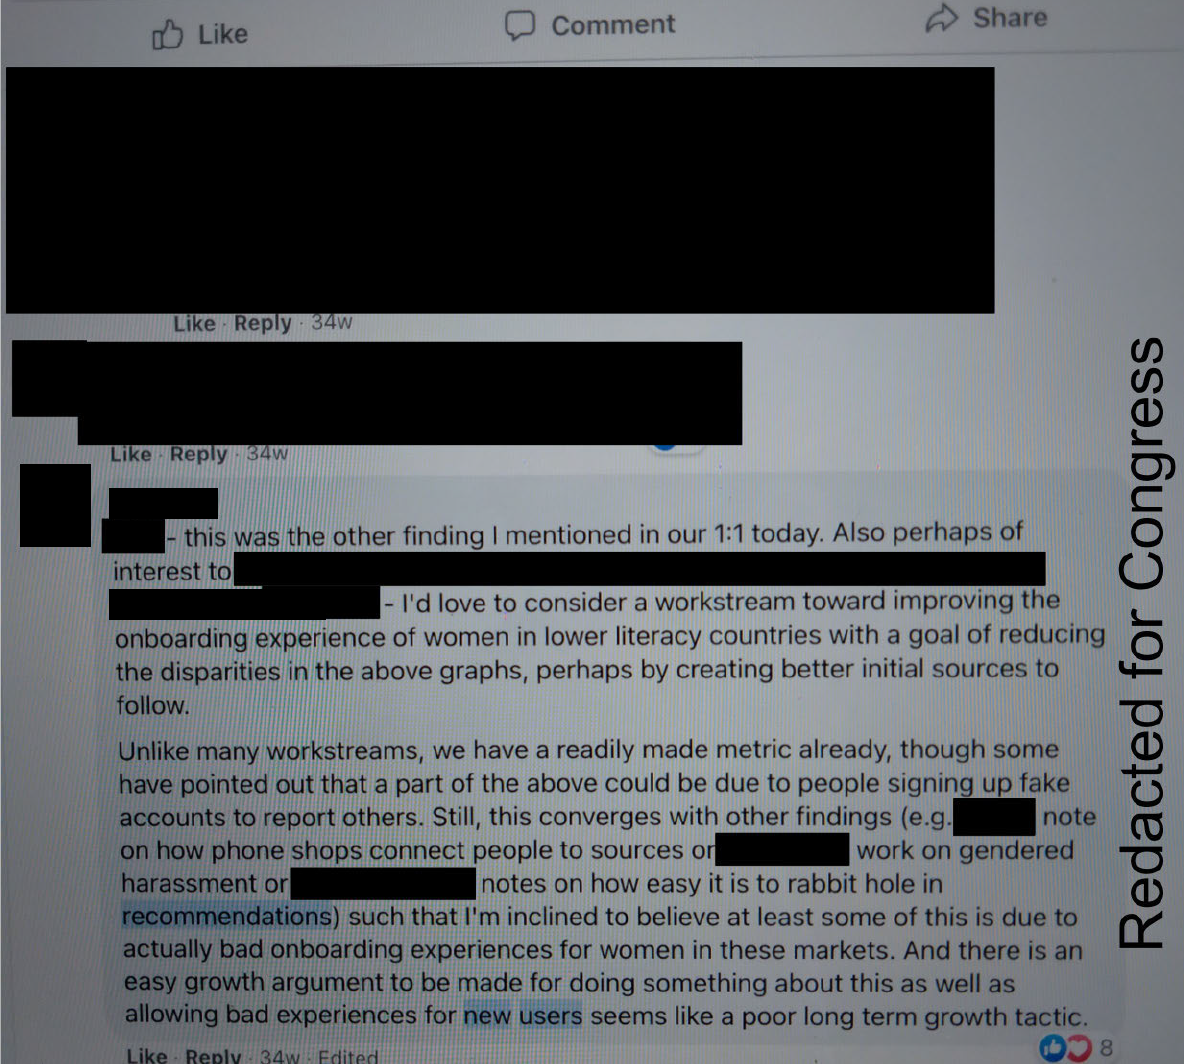 Like Comment Share
Like · Reply · 34w
Like · Reply · 34w
- this was the other finding I mentioned in our 1:1 today. Also perhaps of
interest to
- I'd love to consider a workstream toward improving the
onboarding experience of women in lower literacy countries with a goal of reducing
the disparities in the above graphs, perhaps by creating better initial sources to
follow.
Unlike many workstreams, we have a readily made metric already, though some
have pointed out that a part of the above could be due to people signing up fake
accounts to report others. Still, this converges with other findings (e.g. note
on how phone shops connect people to sources or work on gendered
harassment or notes on how easy it is to rabbit hole in
recommendations) such that I'm inclined to believe at least some of this is due to
actually bad onboarding experiences for women in these markets. And there is an
easy growth argument to be made for doing something about this as well as
allowing bad experiences for new users seems like a poor long term growth tactic.
Like · Reply · 34w · Edited
8
Redacted for Congress